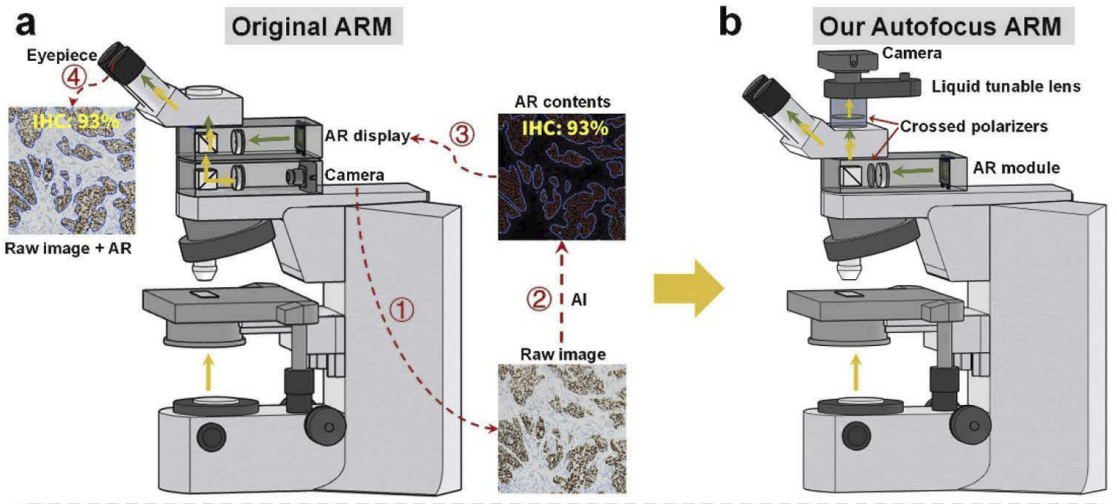 a
Original ARM
Eyepiece
④
IHC: 93%
Raw image + AR
AR display
Camera
③
AR contents
IHC: 93%
①
②
AI
Raw image
b
Our Autofocus ARM
Camera
Liquid tunable lens
Crossed polarizers
AR module